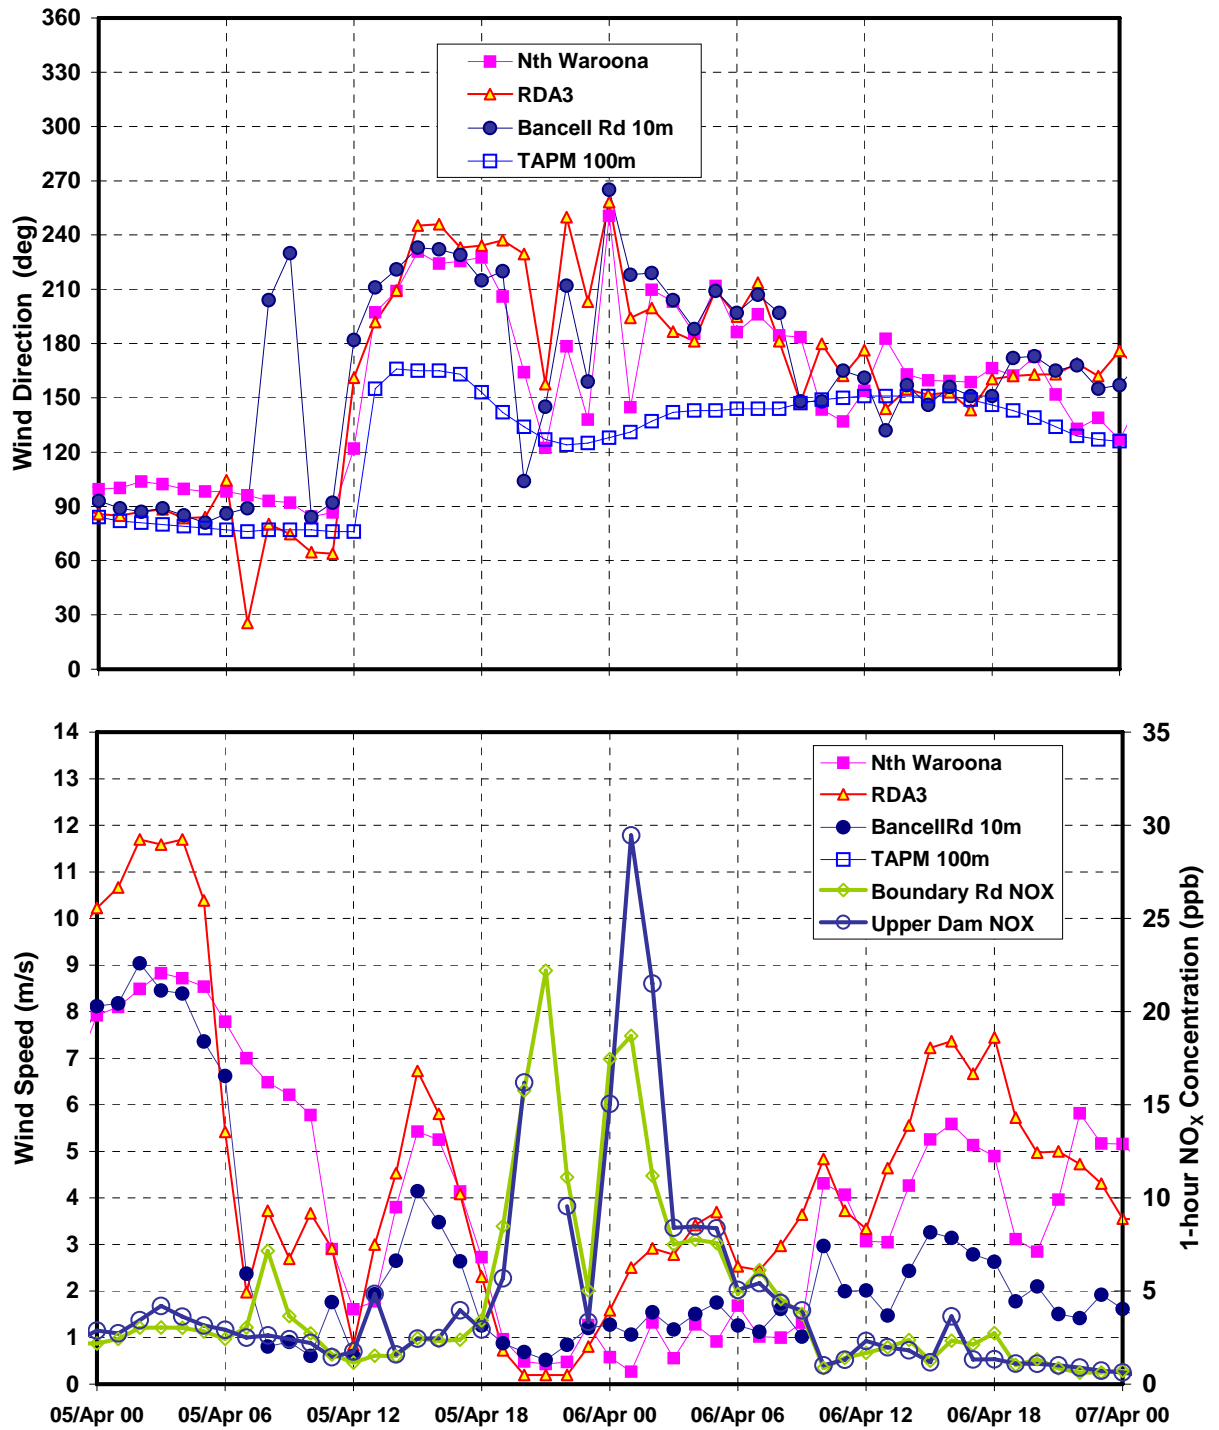 360
330
300
270
240
210
180
150
120
90
60
30
0
Wind Direction (deg)
Nth Waroona
RDA3
Bancell Rd 10m
TAPM 100m
14
13
12
11
10
9
8
7
6
5
4
3
2
1
0
Wind Speed (m/s)
Nth Waroona
RDA3
BancellRd 10m
TAPM 100m
Boundary Rd NOX
Upper Dam NOX
35
30
25
20
15
10
5
0
1-hour NOX Concentration (ppb)
05/Apr 00 05/Apr 06 05/Apr 12 05/Apr 18 06/Apr 00 06/Apr 06 06/Apr 12 06/Apr 18 07/Apr 00